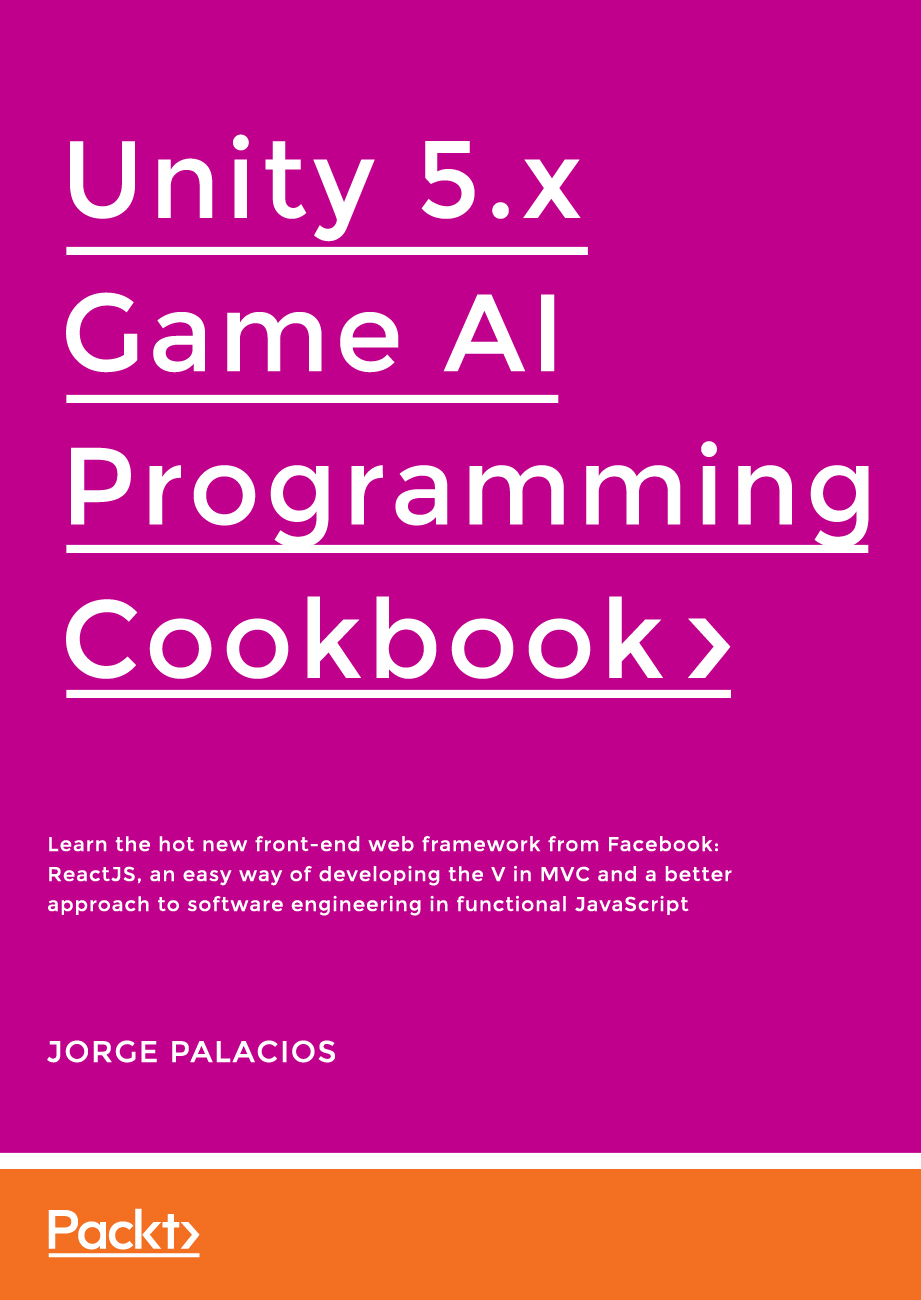 Unity 5.x
Game AI
Programming
Cookbook>
Learn the hot new front-end web framework from Facebook:
ReactJS, an easy way of developing the V in MVC and a better
approach to software engineering in functional JavaScript
JORGE PALACIOS
Packt>